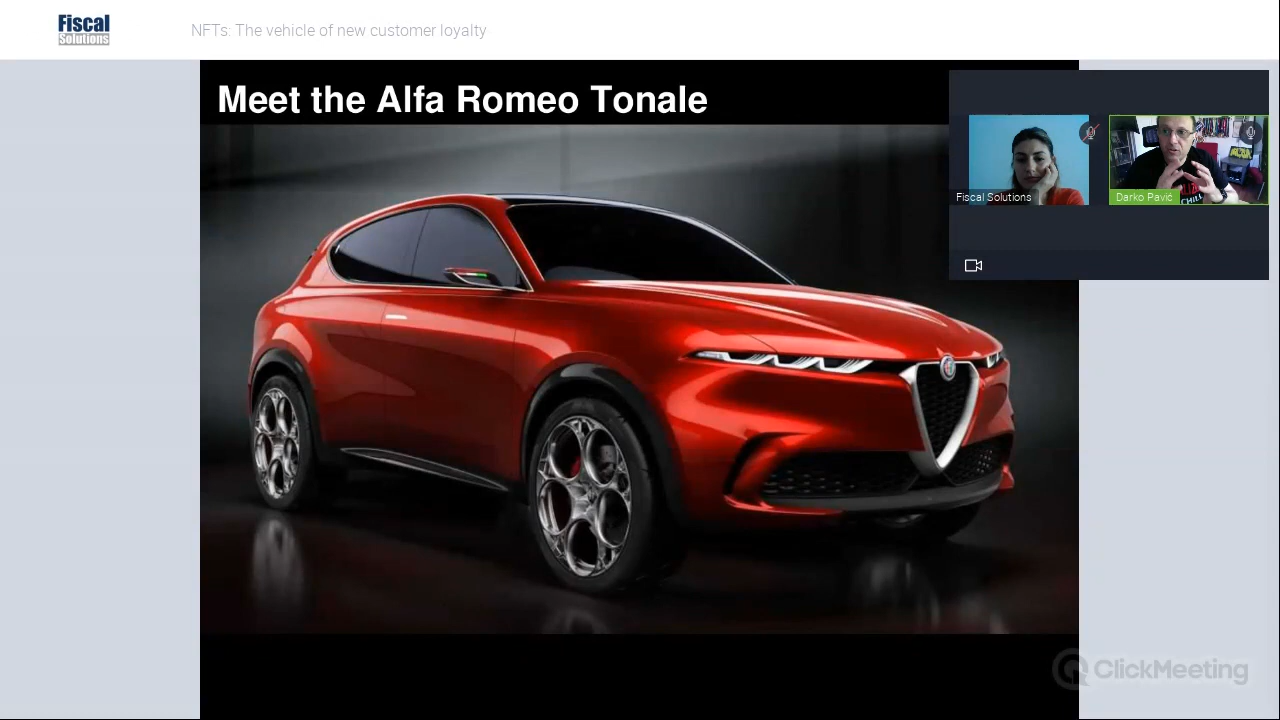 Fiscal
Solutions
NFTs: The vehicle of new customer loyalty
Meet the Alfa Romeo Tonale
Fiscal Solutions
Darko Pavić
CHILL
ClickMeeting